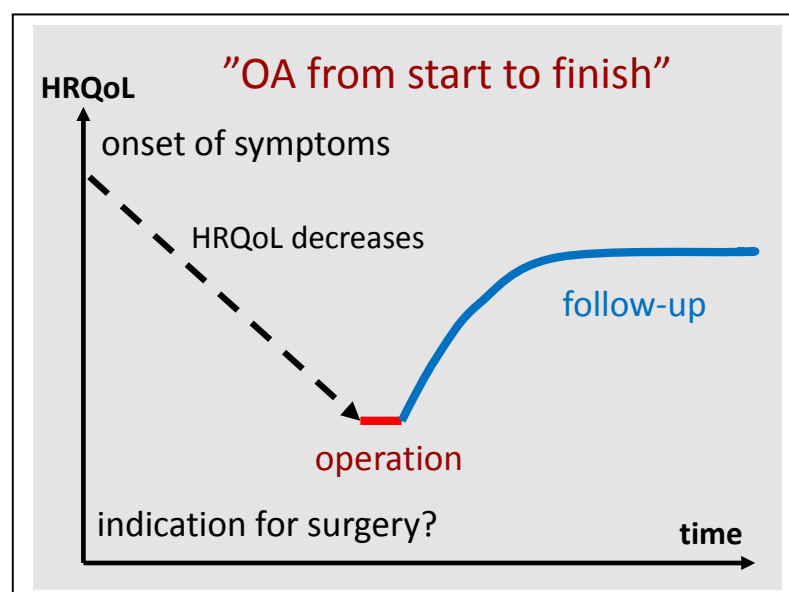 ”OA from start to finish”
HRQoL
onset of symptoms
HRQoL decreases
follow-up
operation
indication for surgery?
time